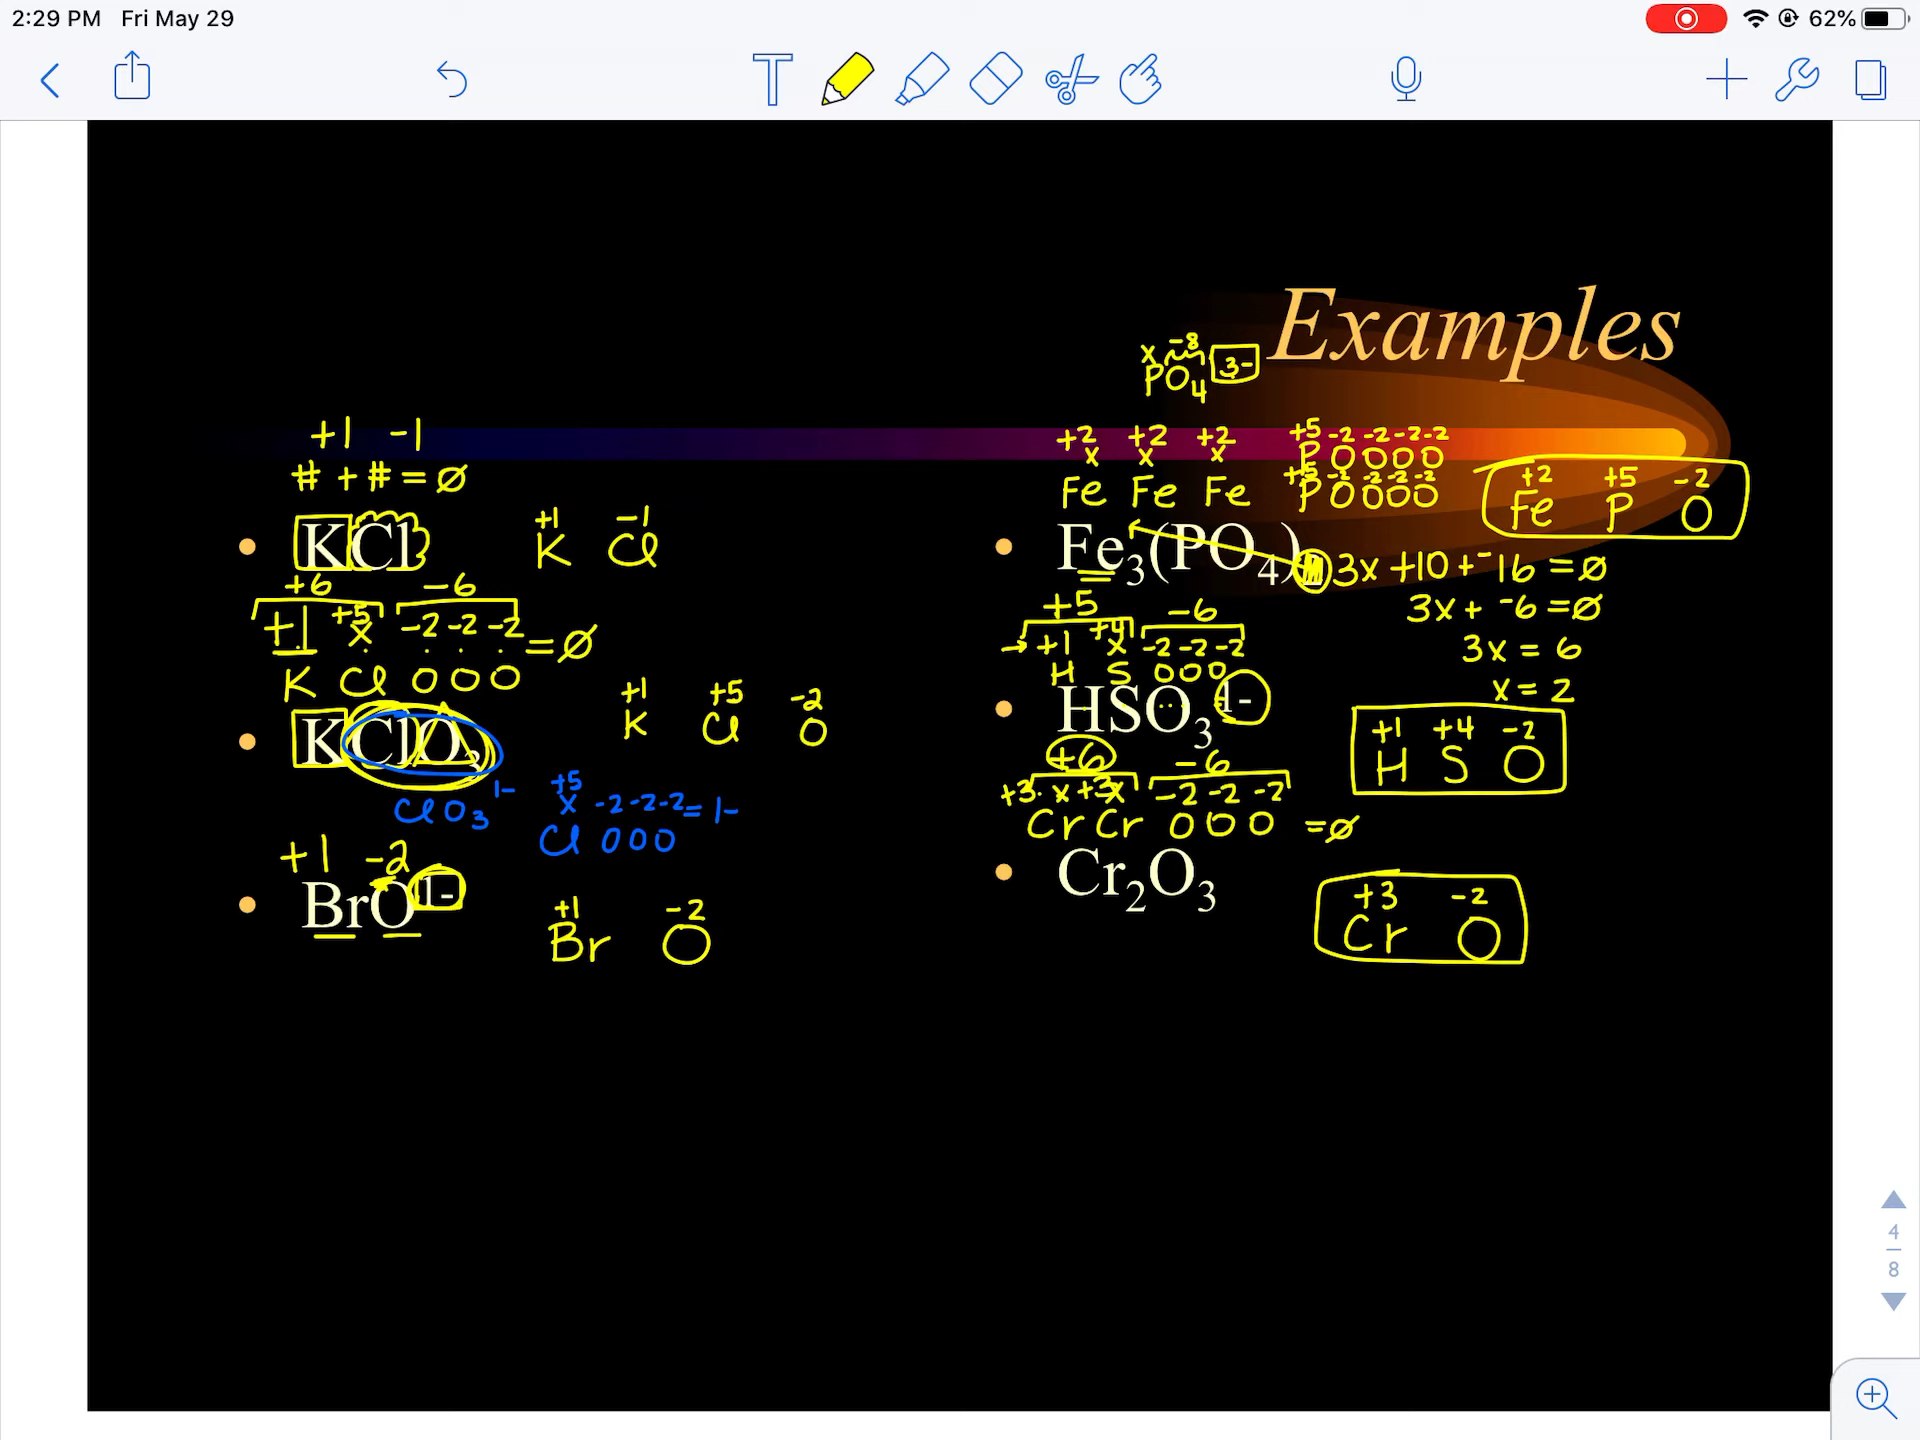 2:29 PM Fri May 29
62%
T
Examples
+1 -1
# + # = ∅
KCl
+1 -1
K Cl
+6 -6
+1 +5 x -2 -2 -2 = ∅
K Cl O O O
KClO3
+1 +5 -2
K Cl O
ClO3 1-
+5
x -2-2-2 = 1-
Cl O O O
+1 -2
BrO 1-
+1 -2
Br O
x -8
PO4 3-
+2 +2 +2 +5 -2 -2 -2 -2
x x x P O O O O
+5 -2 -2 -2 -2
Fe Fe Fe P O O O O
+2 +5 -2
Fe P O
Fe3(PO4)
3x +10 + -16 = ∅
3x + -6 = ∅
3x = 6
x = 2
+5 -6
→ +1 +4 x -2 -2 -2
H S O O O
HSO3 1-
+1 +4 -2
H S O
+6 -6
+3 x +3 x -2 -2 -2
Cr Cr O O O = ∅
Cr2O3
+3 -2
Cr O
4
8